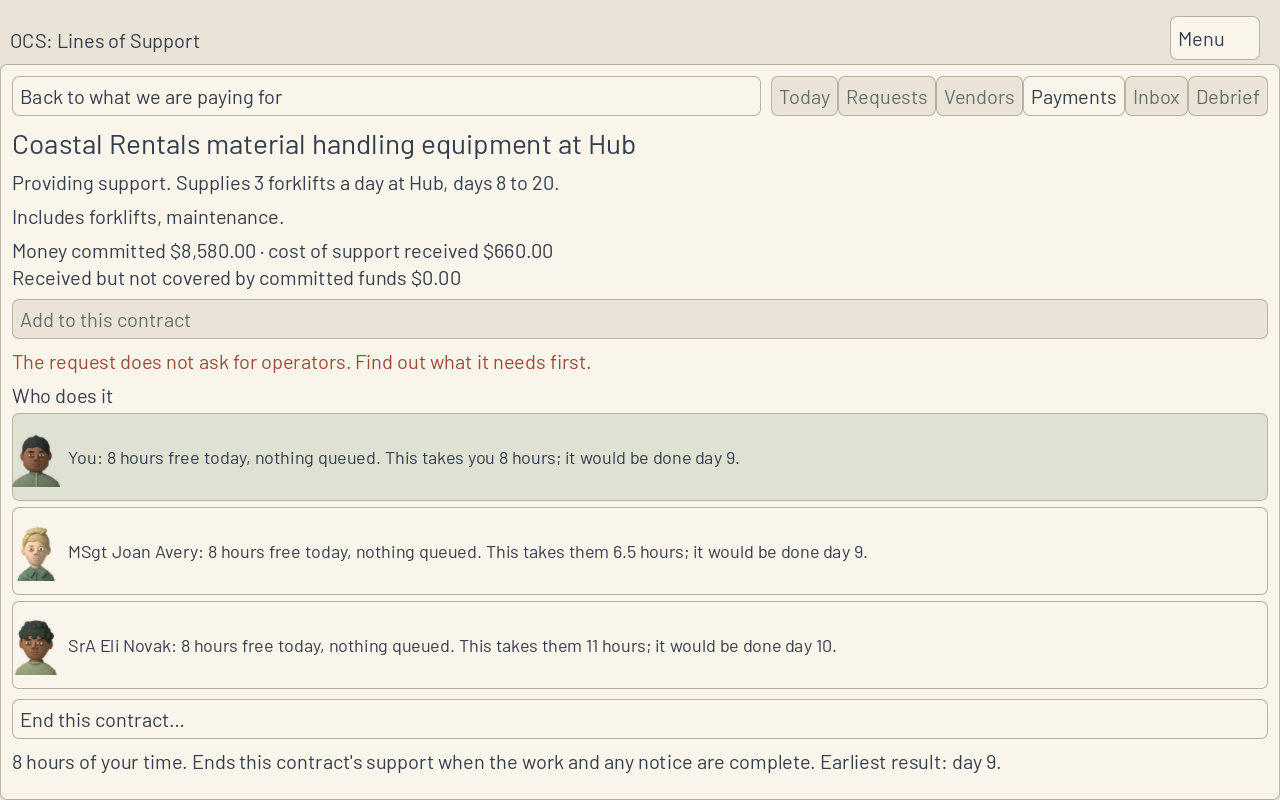 OCS: Lines of Support
Menu
Back to what we are paying for
Today
Requests
Vendors
Payments
Inbox
Debrief
Coastal Rentals material handling equipment at Hub
Providing support. Supplies 3 forklifts a day at Hub, days 8 to 20.
Includes forklifts, maintenance.
Money committed $8,580.00 · cost of support received $660.00
Received but not covered by committed funds $0.00
Add to this contract
The request does not ask for operators. Find out what it needs first.
Who does it
You: 8 hours free today, nothing queued. This takes you 8 hours; it would be done day 9.
MSgt Joan Avery: 8 hours free today, nothing queued. This takes them 6.5 hours; it would be done day 9.
SrA Eli Novak: 8 hours free today, nothing queued. This takes them 11 hours; it would be done day 10.
End this contract...
8 hours of your time. Ends this contract's support when the work and any notice are complete. Earliest result: day 9.